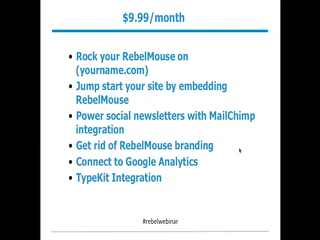 $9.99/month
• Rock your RebelMouse on
(yourname.com)
• Jump start your site by embedding
RebelMouse
• Power social newsletters with MailChimp
integration
• Get rid of RebelMouse branding
• Connect to Google Analytics
• TypeKit Integration
#rebelwebinar